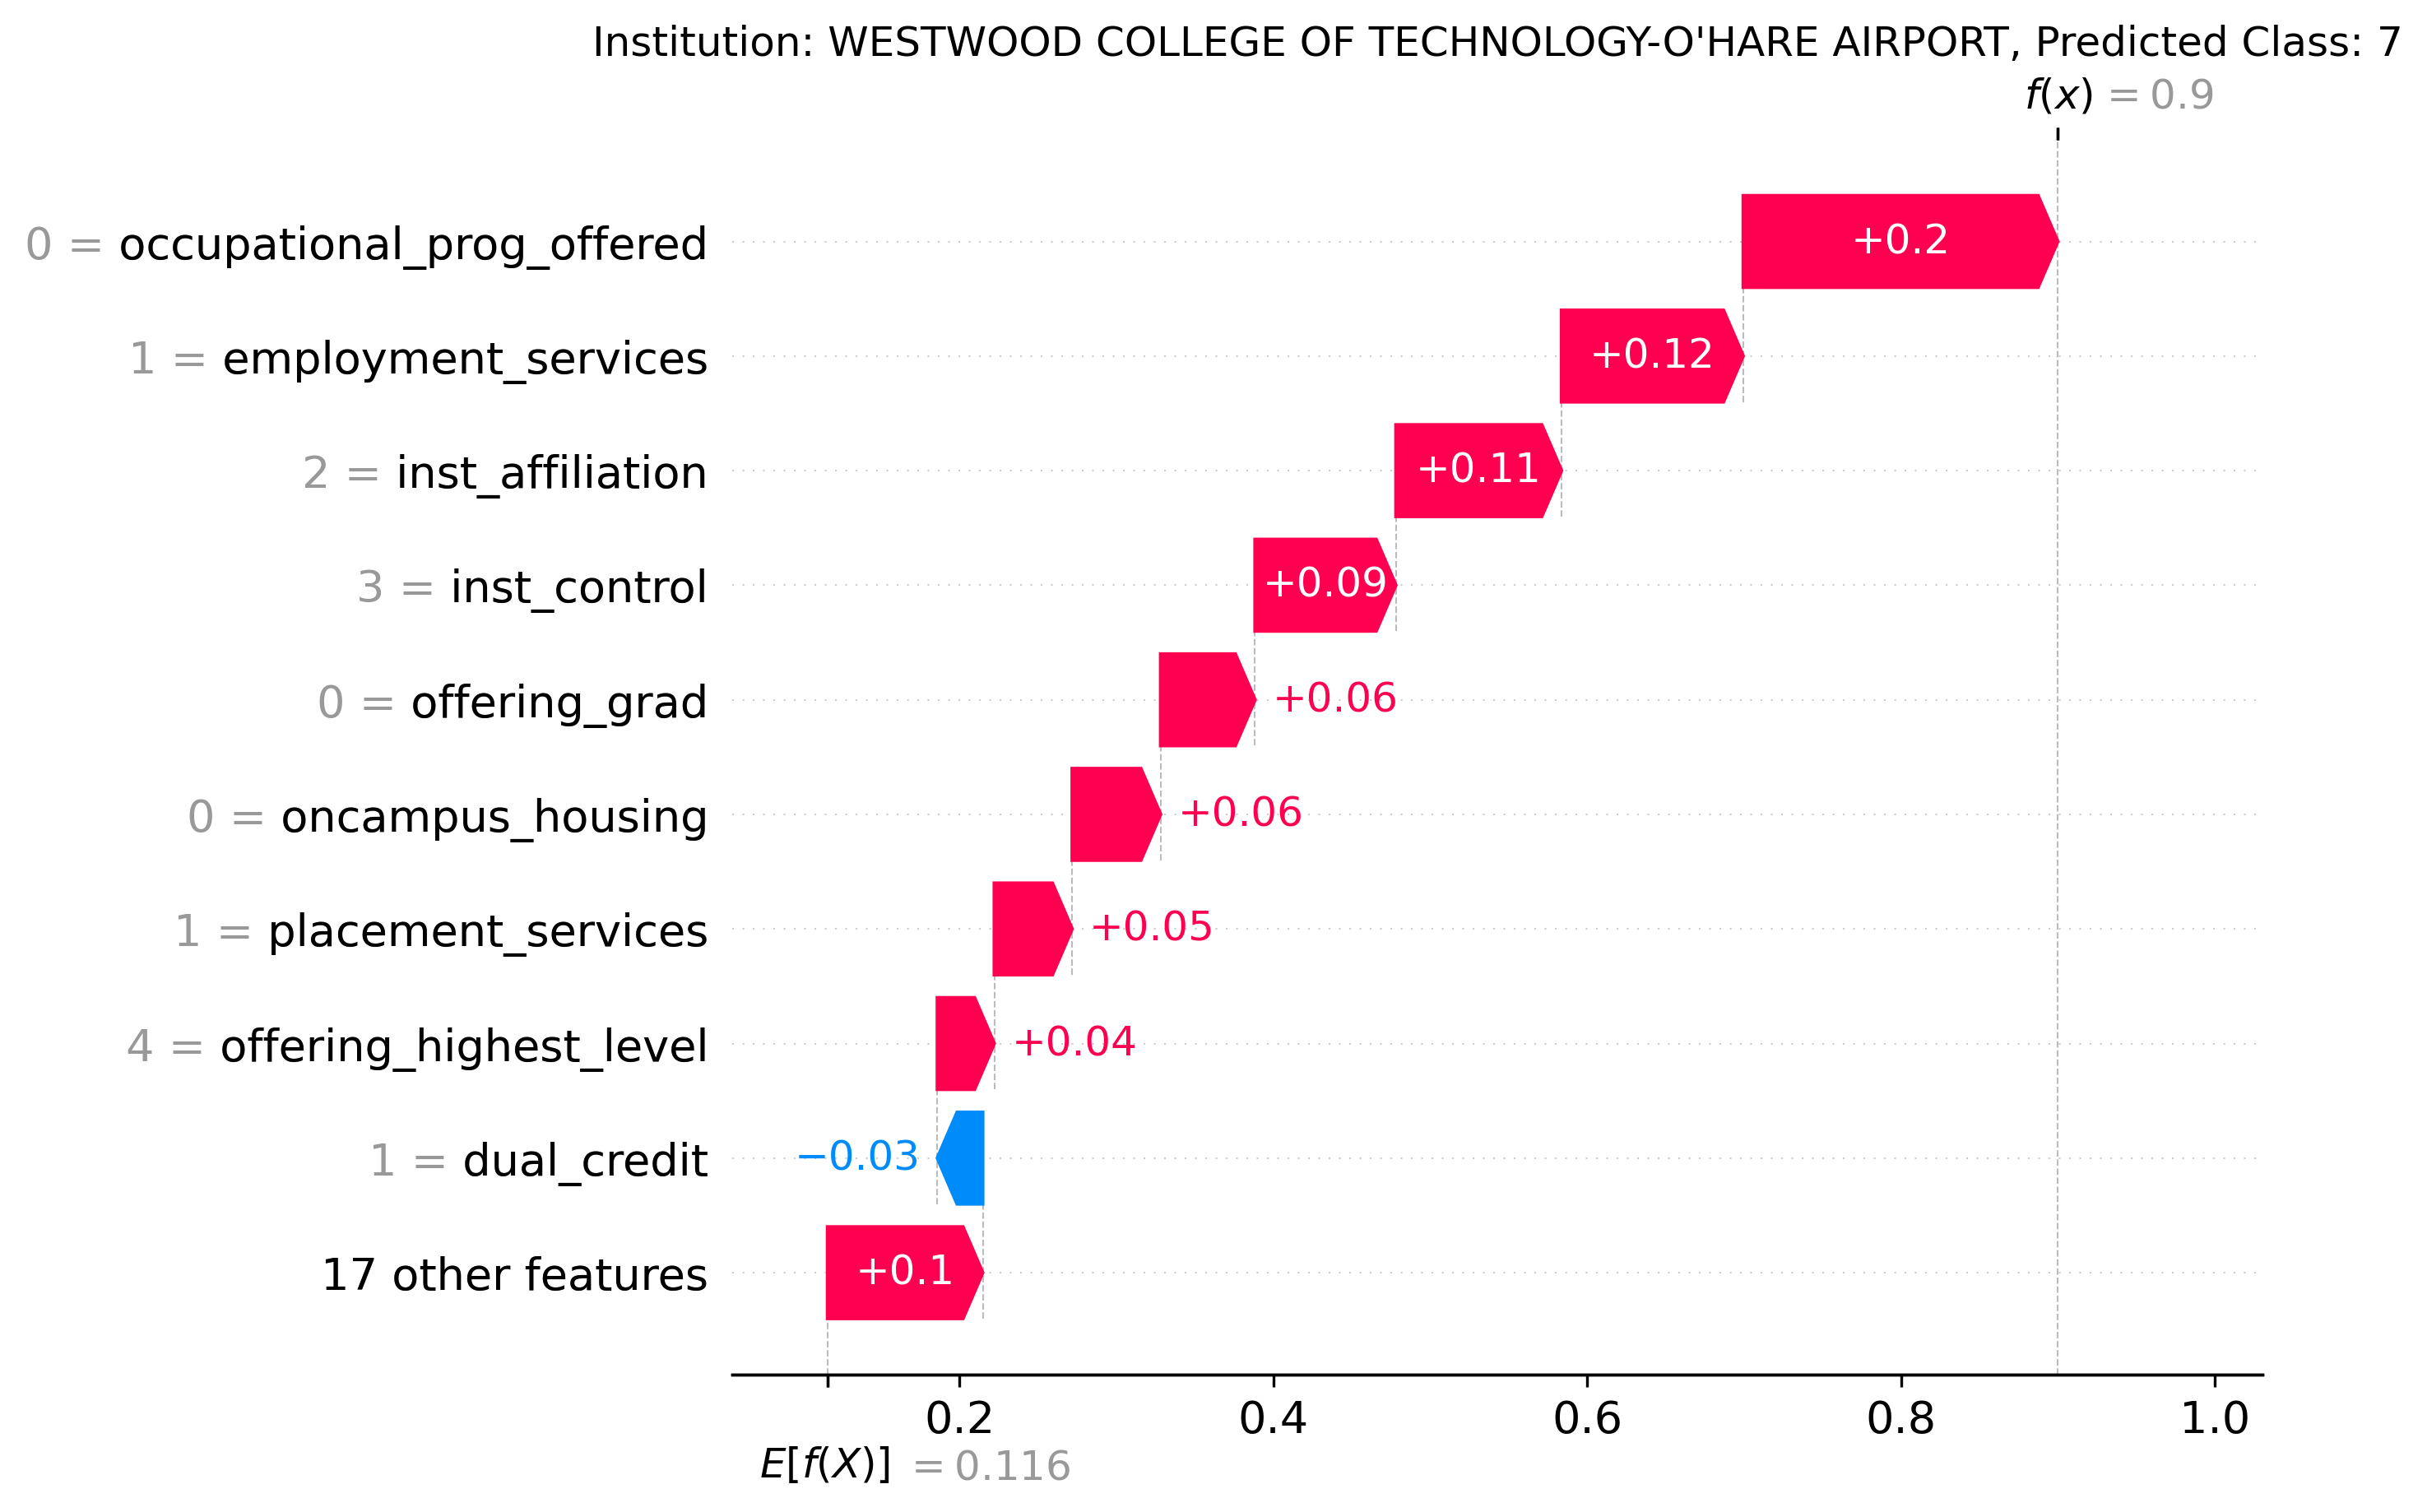 Institution: WESTWOOD COLLEGE OF TECHNOLOGY-O'HARE AIRPORT, Predicted Class: 7
f(x) = 0.9
0 = occupational_prog_offered +0.2
1 = employment_services +0.12
2 = inst_affiliation +0.11
3 = inst_control +0.09
0 = offering_grad +0.06
0 = oncampus_housing +0.06
1 = placement_services +0.05
4 = offering_highest_level +0.04
1 = dual_credit −0.03
17 other features +0.1
0.2 0.4 0.6 0.8 1.0
E[f(X)] = 0.116